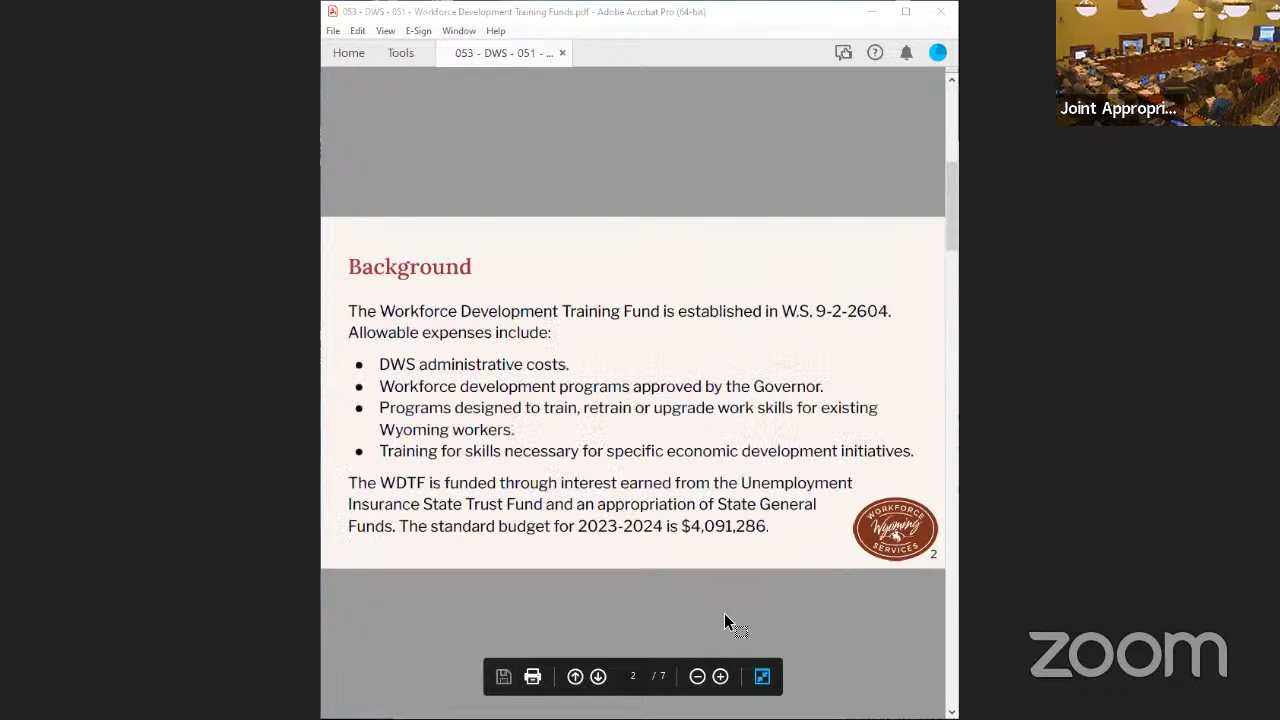 053 - DWS - 051 - Workforce Development Training Funds.pdf - Adobe Acrobat Pro (64-bit)
File Edit View E-Sign Window Help
Home Tools 053 - DWS - 051 - ... ×
Joint Appropri...
Background
The Workforce Development Training Fund is established in W.S. 9-2-2604.
Allowable expenses include:
● DWS administrative costs.
● Workforce development programs approved by the Governor.
● Programs designed to train, retrain or upgrade work skills for existing
Wyoming workers.
● Training for skills necessary for specific economic development initiatives.
The WDTF is funded through interest earned from the Unemployment
Insurance State Trust Fund and an appropriation of State General
Funds. The standard budget for 2023-2024 is $4,091,286.
WORKFORCE
Wyoming
SERVICES
2
2 / 7
zoom